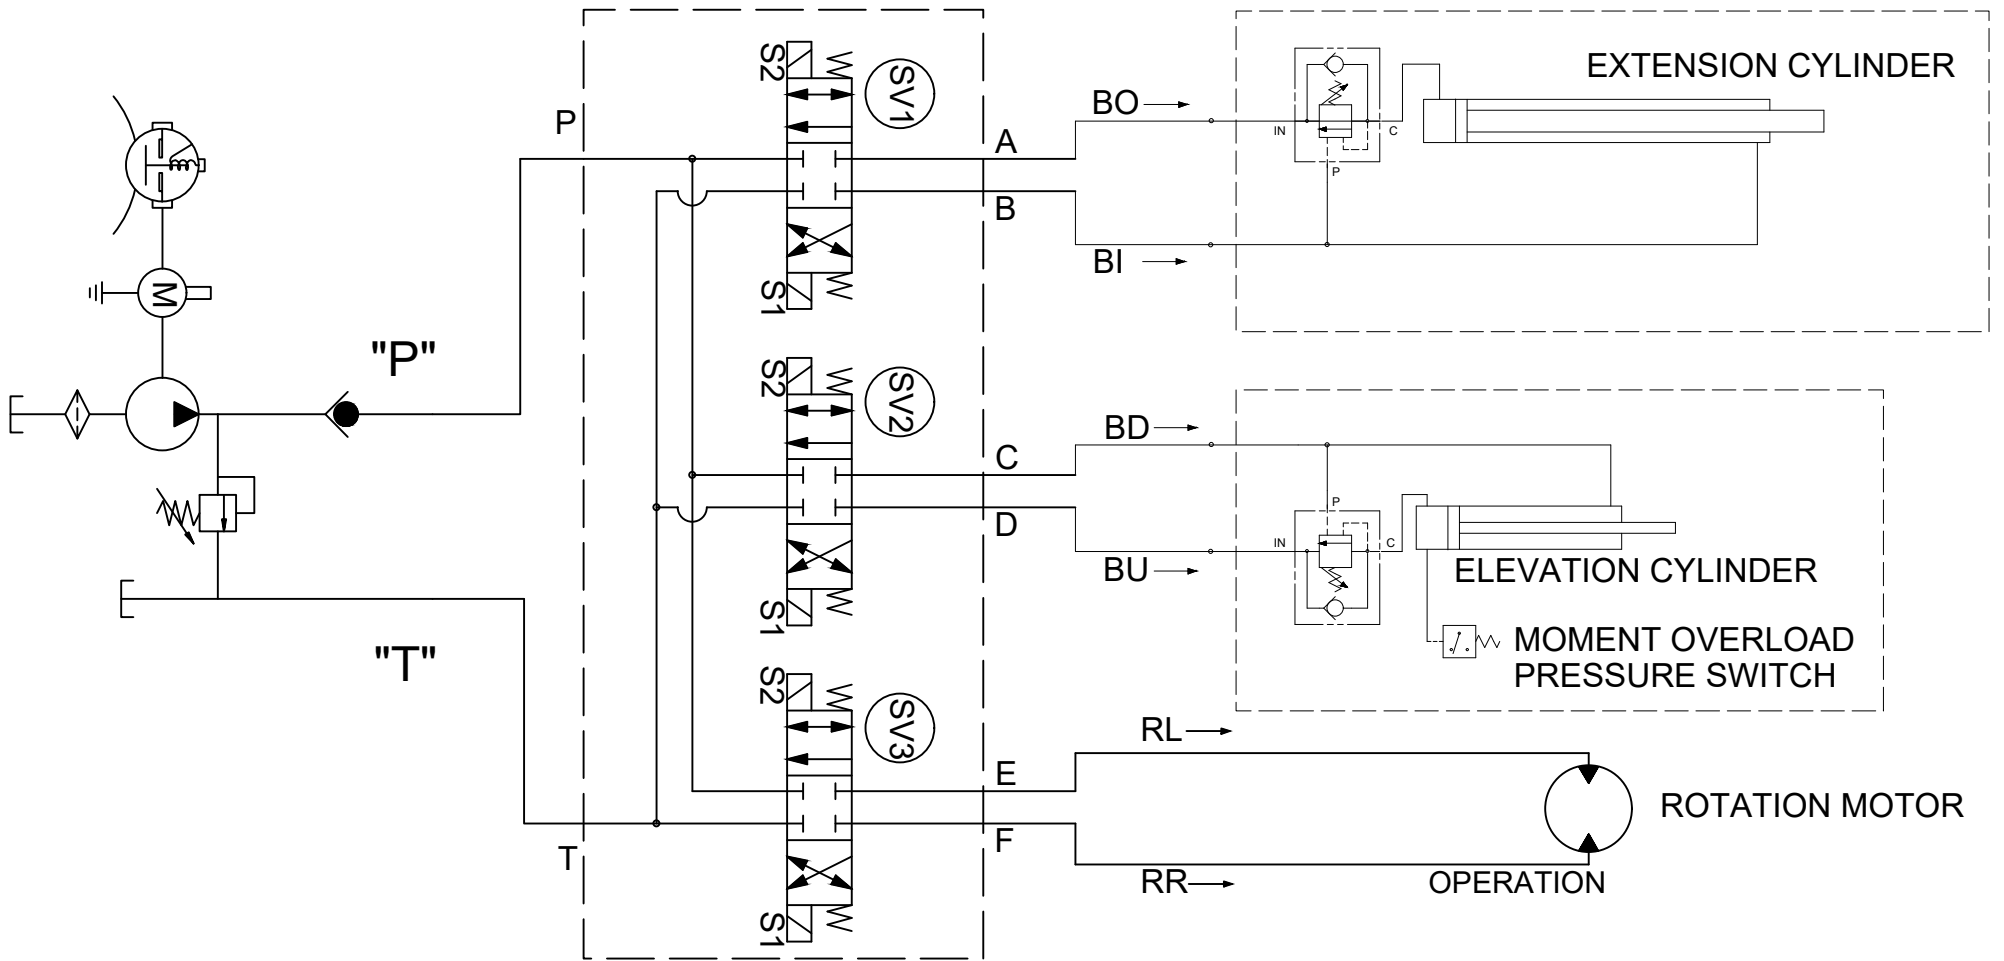 S2
SV1
S1
P
"P"
M
"T"
T
A
B
BO
BI
IN
C
P
EXTENSION CYLINDER
S2
SV2
S1
C
D
BD
BU
P
IN
C
ELEVATION CYLINDER
MOMENT OVERLOAD
PRESSURE SWITCH
S2
SV3
S1
E
F
RL
RR
ROTATION MOTOR
OPERATION